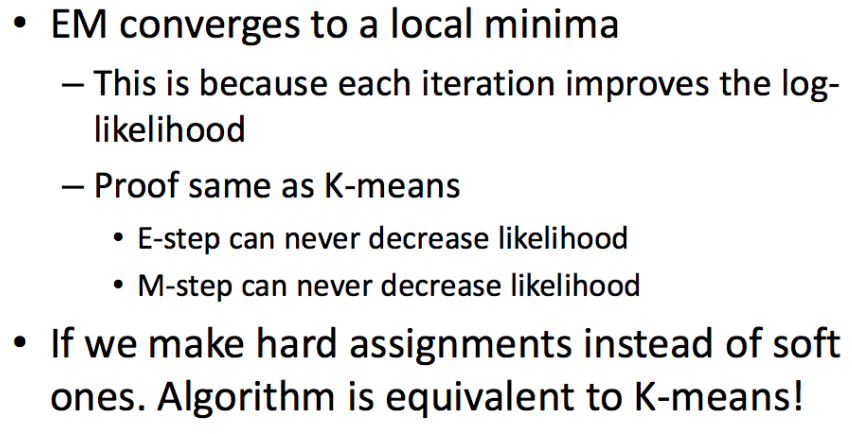 • EM converges to a local minima
– This is because each iteration improves the log-
likelihood
– Proof same as K-means
• E-step can never decrease likelihood
• M-step can never decrease likelihood
• If we make hard assignments instead of soft
ones. Algorithm is equivalent to K-means!